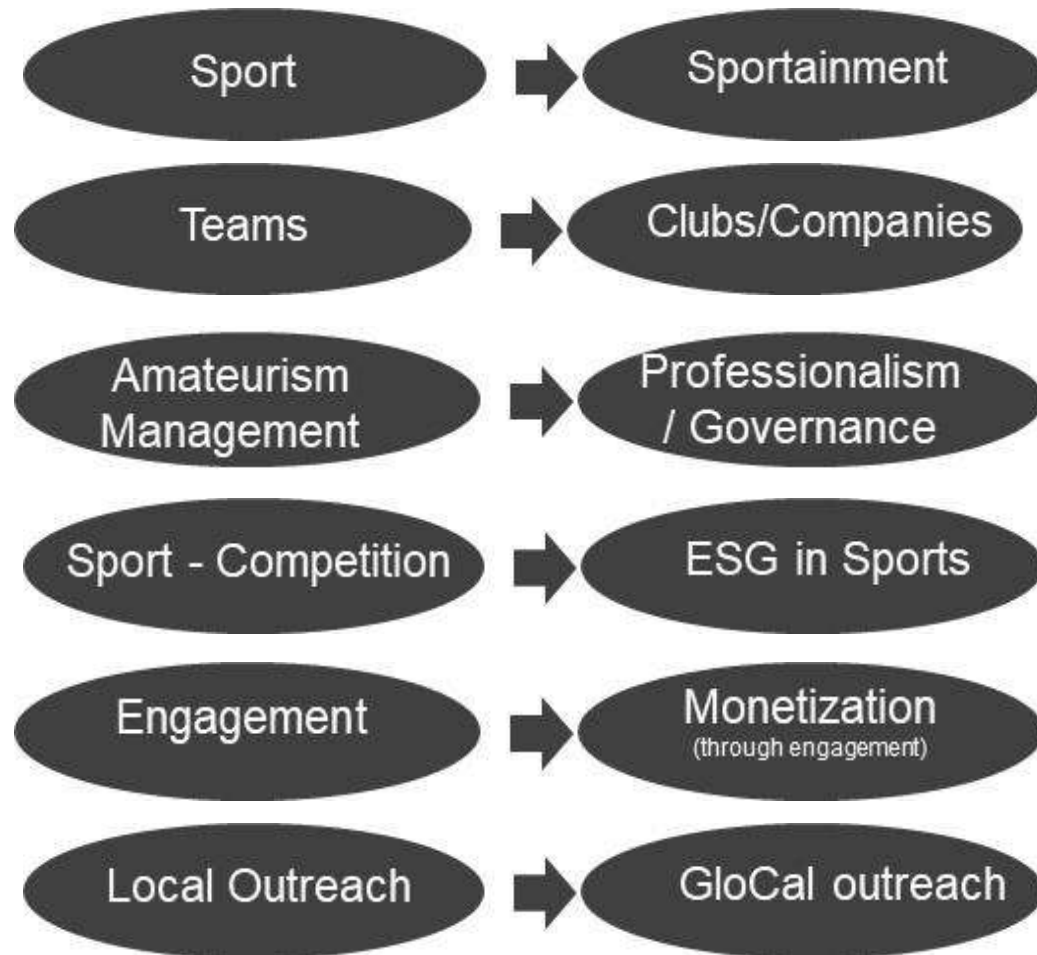 Sport
Sportainment
Teams
Clubs/Companies
Amateurism
Management
Professionalism
/ Governance
Sport - Competition
ESG in Sports
Engagement
Monetization
(through engagement)
Local Outreach
GloCal outreach